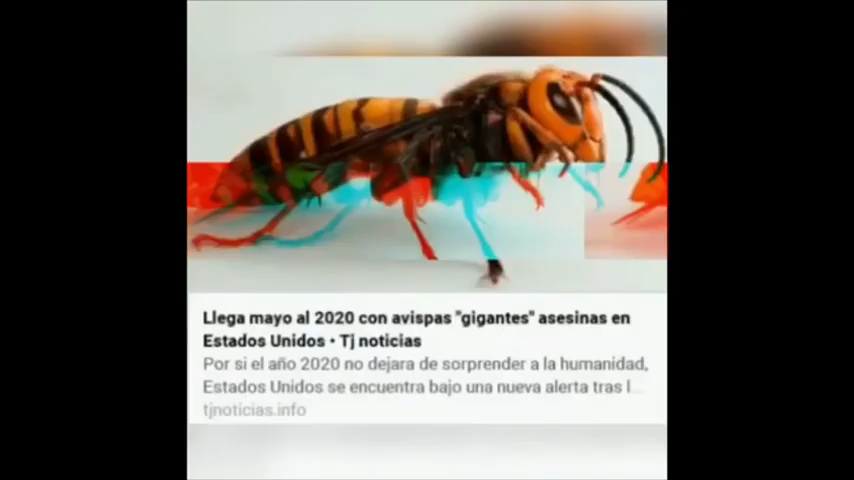 Llega mayo al 2020 con avispas "gigantes" asesinas en
Estados Unidos • Tj noticias
Por si el año 2020 no dejara de sorprender a la humanidad,
Estados Unidos se encuentra bajo una nueva alerta tras l...
tjnoticias.info